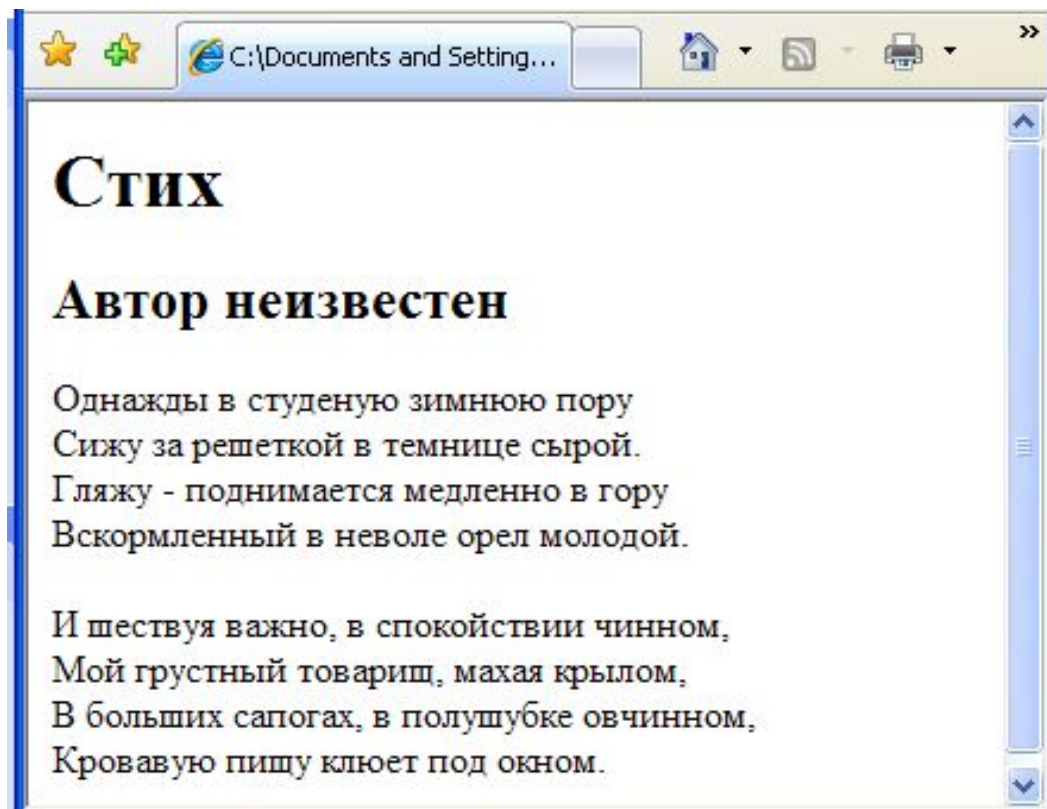 C:\Documents and Setting...
»
Стих
Автор неизвестен
Однажды в студеную зимнюю пору
Сижу за решеткой в темнице сырой.
Гляжу - поднимается медленно в гору
Вскормленный в неволе орел молодой.
И шествуя важно, в спокойствии чинном,
Мой грустный товарищ, махая крылом,
В больших сапогах, в полушубке овчинном,
Кровавую пищу клюет под окном.